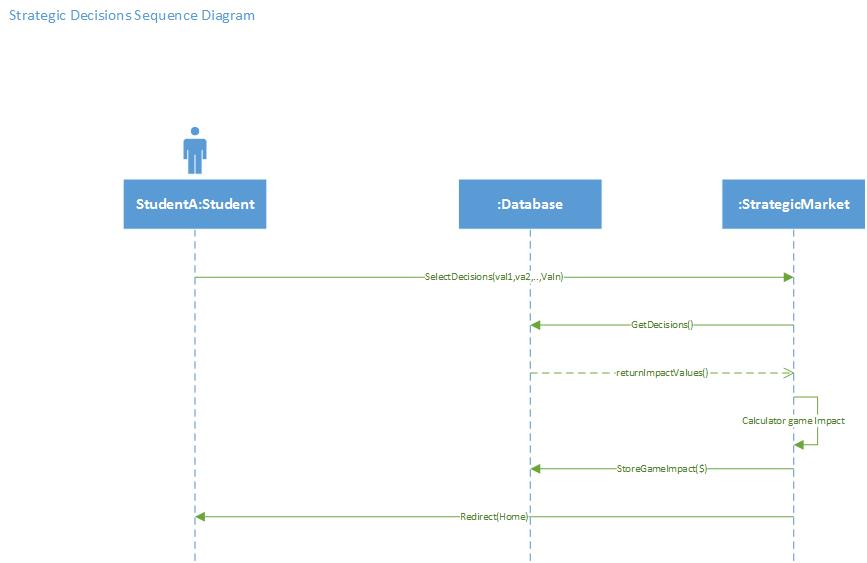 Strategic Decisions Sequence Diagram
StudentA:Student
:Database
:StrategicMarket
SelectDecisions(val1,va2,..,Valn)
GetDecisions()
returnImpactValues()
Calculator game Impact
StoreGameImpact($)
Redirect(Home)